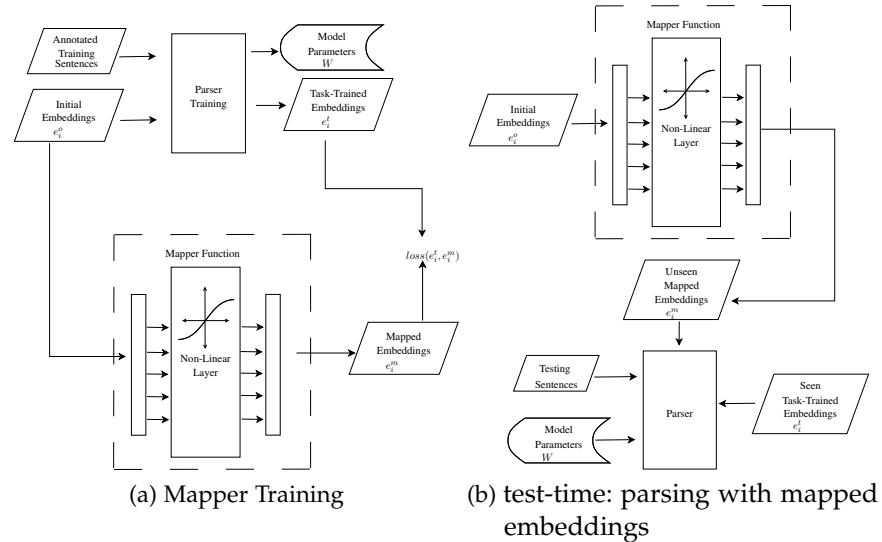 Annotated
Training
Sentences
Initial
Embeddings
e_i^o
Parser
Training
Model
Parameters
W
Task-Trained
Embeddings
e_i^t
loss(e_i^t, e_i^m)
Mapper Function
Non-Linear
Layer
Mapped
Embeddings
e_i^m
(a) Mapper Training
Mapper Function
Initial
Embeddings
e_i^o
Non-Linear
Layer
Unseen
Mapped
Embeddings
e_i^m
Testing
Sentences
Parser
Seen
Task-Trained
Embeddings
e_i^t
Model
Parameters
W
(b) test-time: parsing with mapped
embeddings